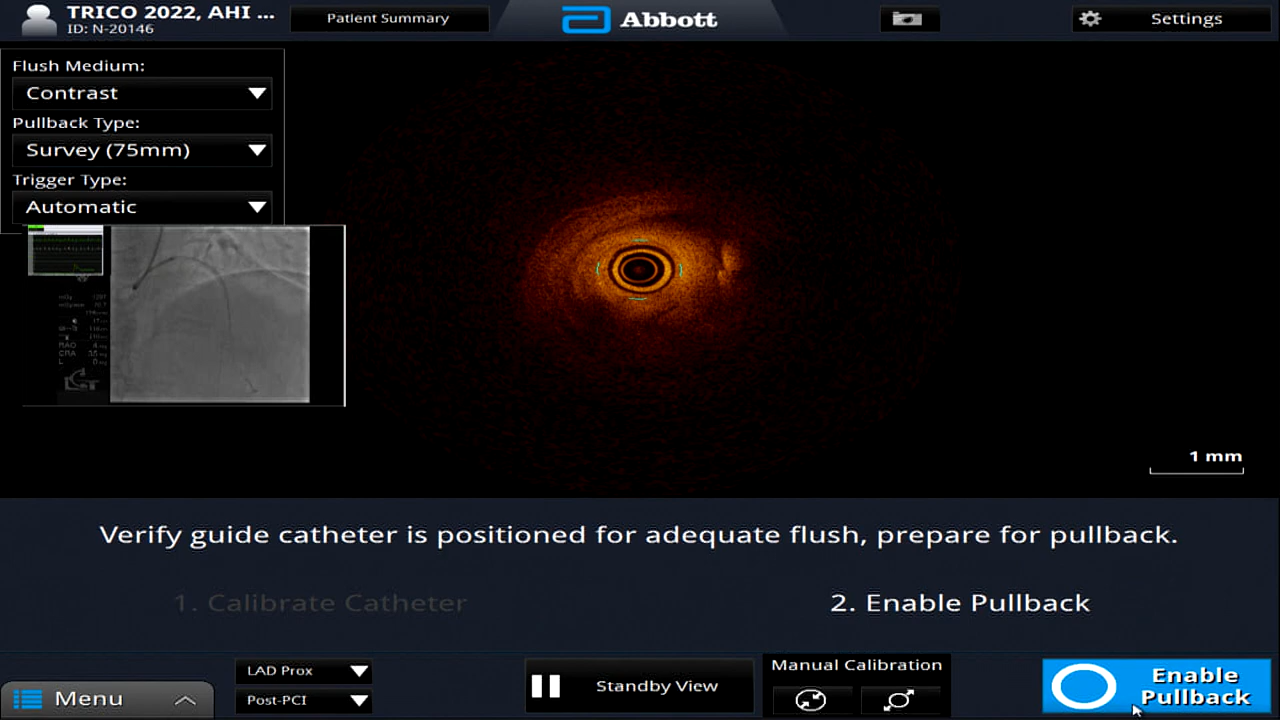 TRICO 2022, AHI ...
ID: N-20146
Patient Summary
Abbott
Settings
Flush Medium:
Contrast
Pullback Type:
Survey (75mm)
Trigger Type:
Automatic
RAO
CRA
L
1 mm
Verify guide catheter is positioned for adequate flush, prepare for pullback.
1. Calibrate Catheter
2. Enable Pullback
Menu
LAD Prox
Post-PCI
Standby View
Manual Calibration
Enable
Pullback